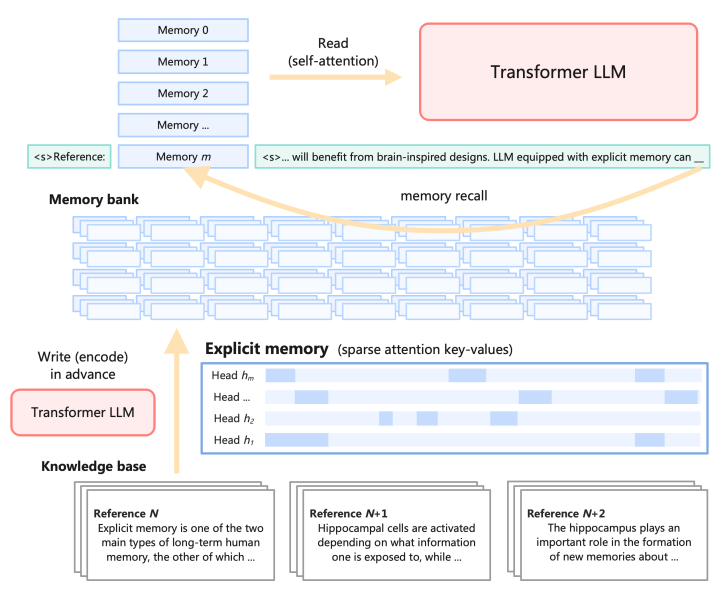 Memory 0
Memory 1
Memory 2
Memory ...
<s>Reference:
Memory m
Read
(self-attention)
Transformer LLM
<s>... will benefit from brain-inspired designs. LLM equipped with explicit memory can __
memory recall
Memory bank
Write (encode)
in advance
Transformer LLM
Explicit memory (sparse attention key-values)
Head hm
Head ...
Head h2
Head h1
Knowledge base
Reference N
Explicit memory is one of the two
main types of long-term human
memory, the other of which ...
Reference N+1
Hippocampal cells are activated
depending on what information
one is exposed to, while ...
Reference N+2
The hippocampus plays an
important role in the formation
of new memories about ...